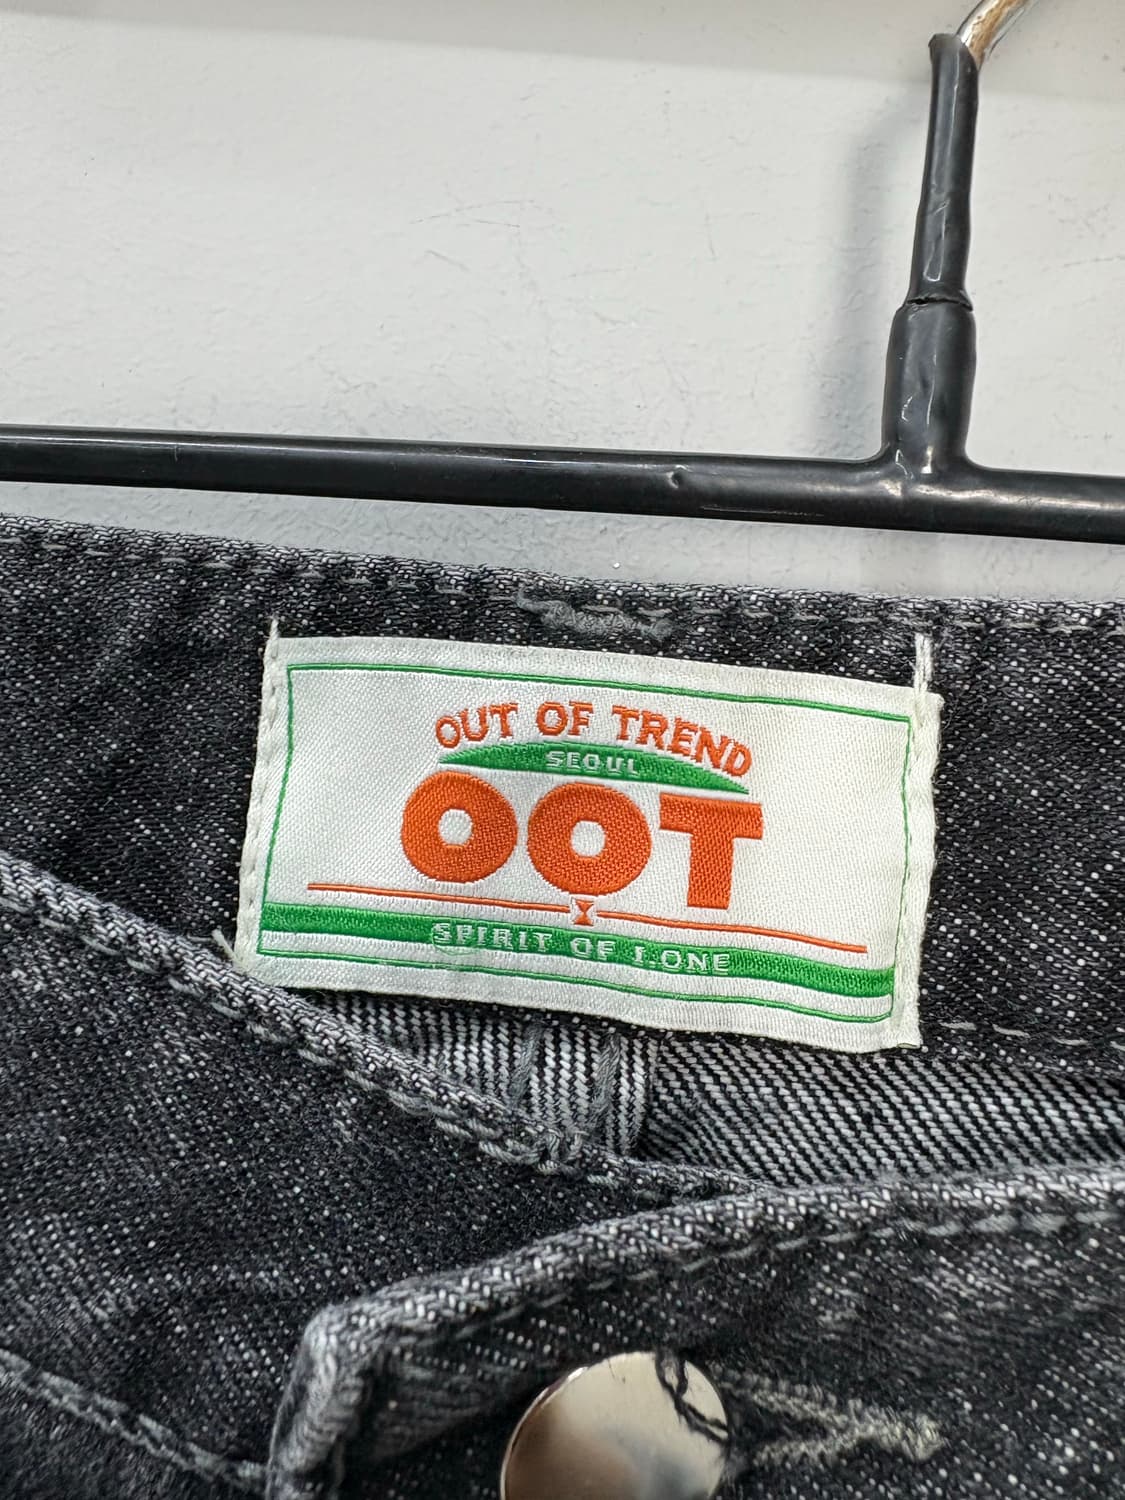 OUT OF TREND
SEOUL
OOT
SPIRIT OF I.ONE